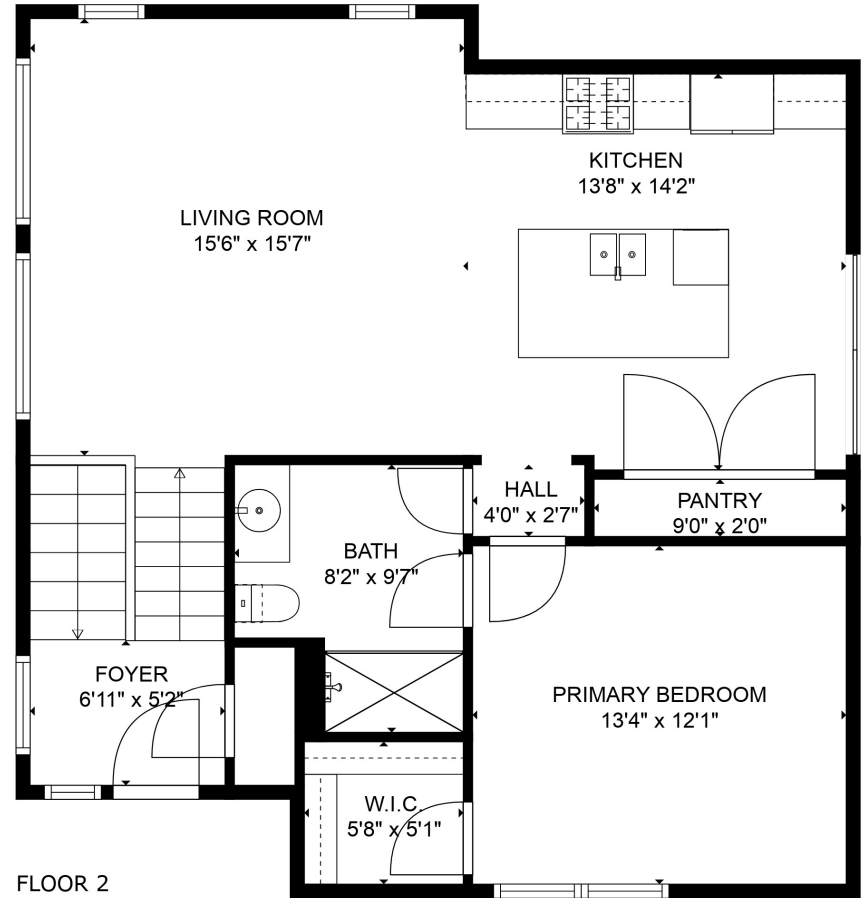 KITCHEN
13'8" x 14'2"
LIVING ROOM
15'6" x 15'7"
HALL
4'0" x 2'7"
PANTRY
9'0" x 2'0"
BATH
8'2" x 9'7"
FOYER
6'11" x 5'2"
PRIMARY BEDROOM
13'4" x 12'1"
W.I.C.
5'8" x 5'1"
FLOOR 2